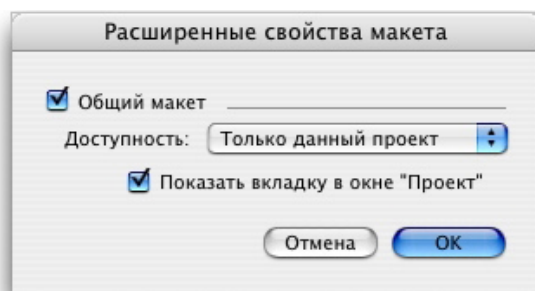 Расширенные свойства макета
Общий макет
Доступность: Только данный проект
Показать вкладку в окне "Проект"
Отмена OK